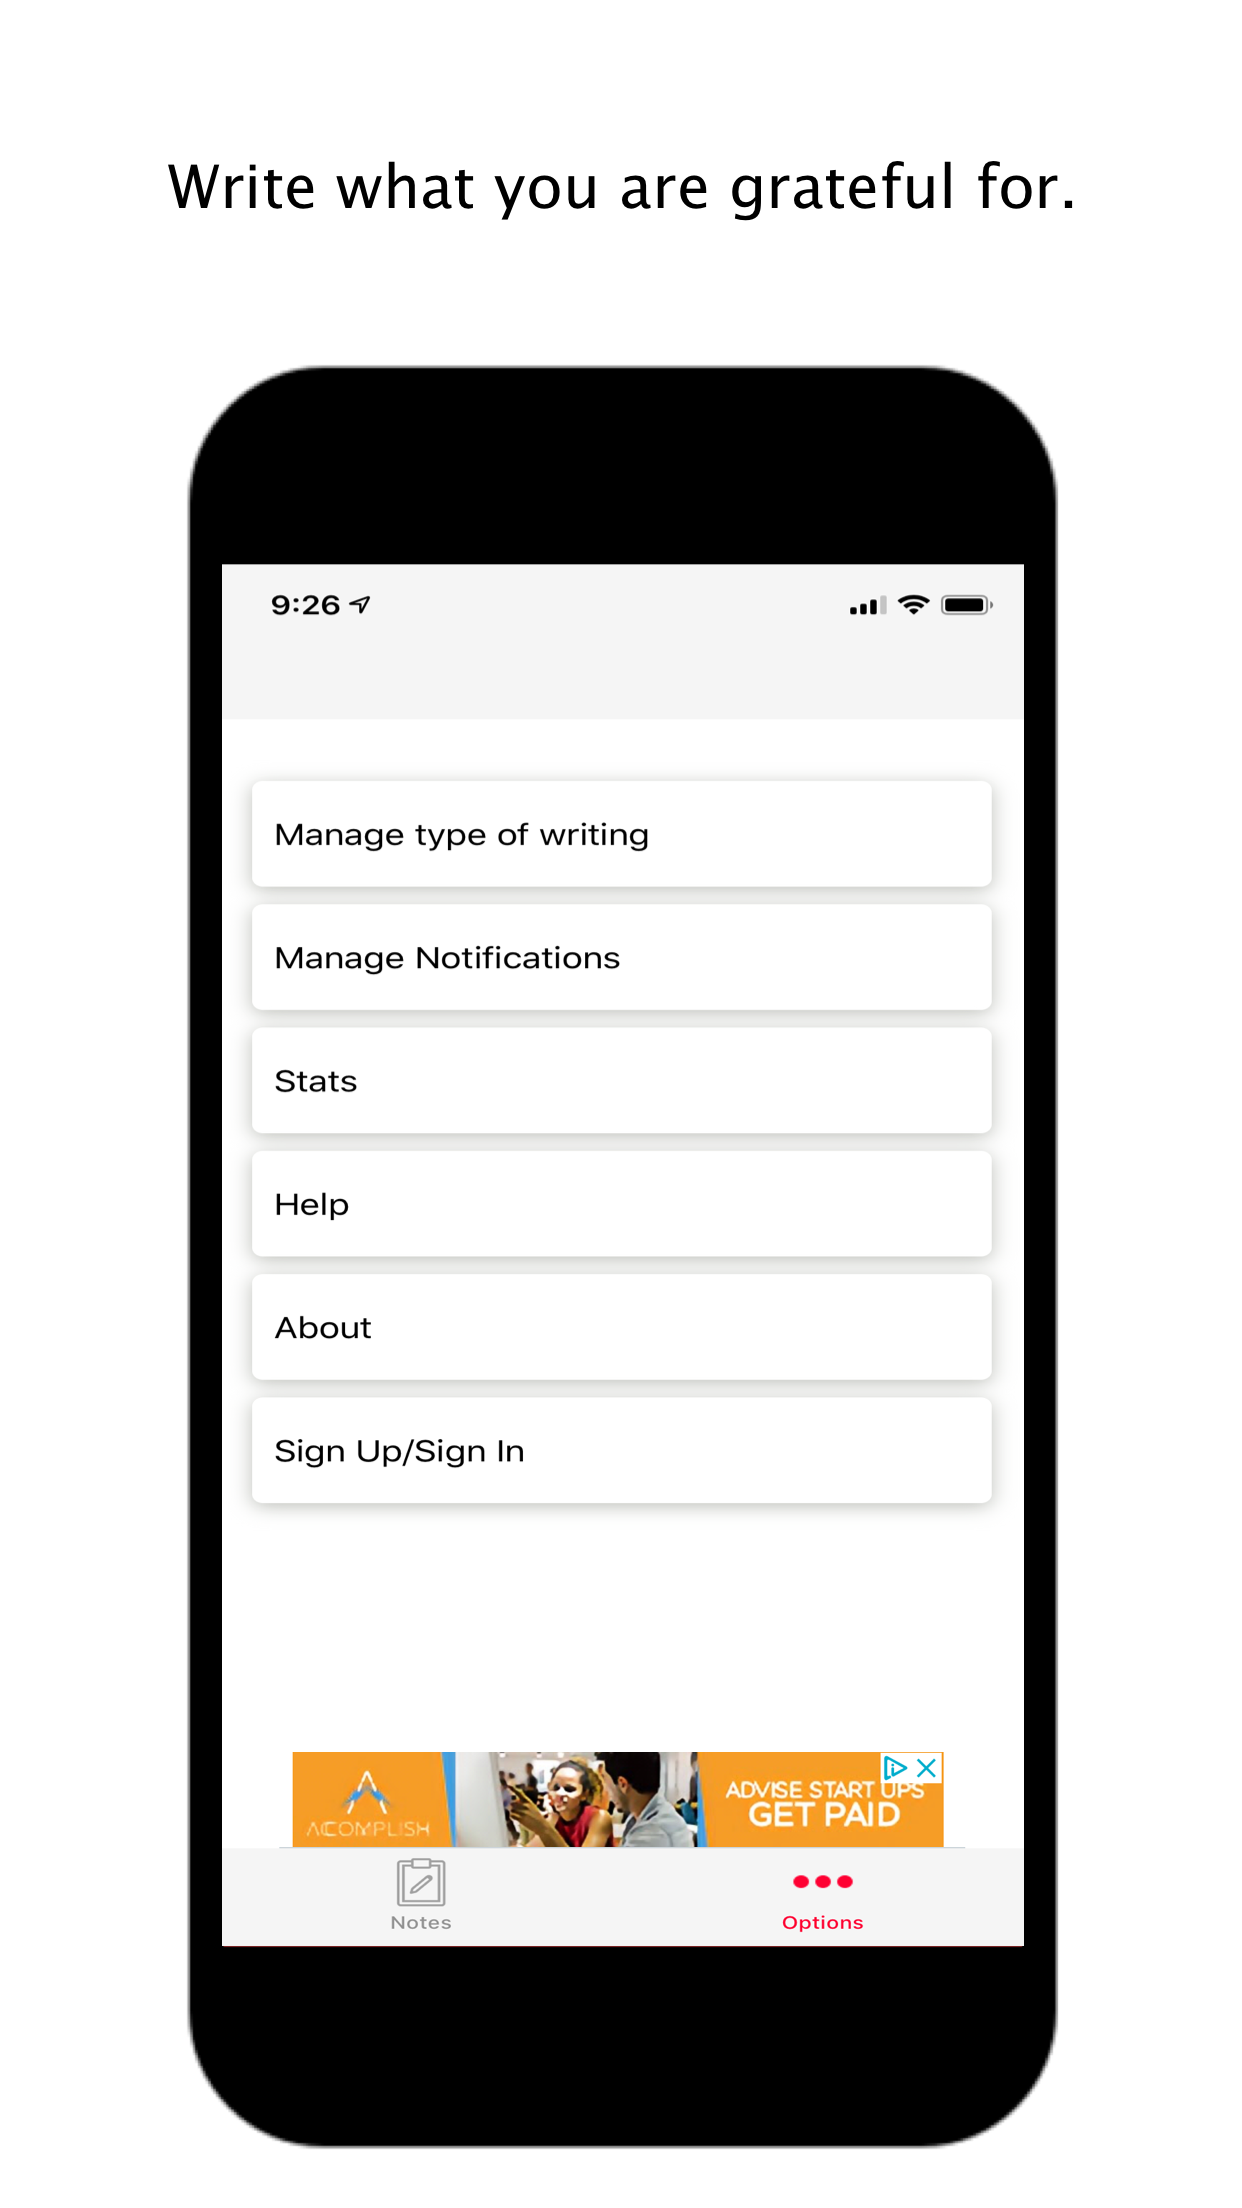 Write what you are grateful for.
9:26
Manage type of writing
Manage Notifications
Stats
Help
About
Sign Up/Sign In
ACCOMPLISH
ADVISE START UPS
GET PAID
Notes
Options